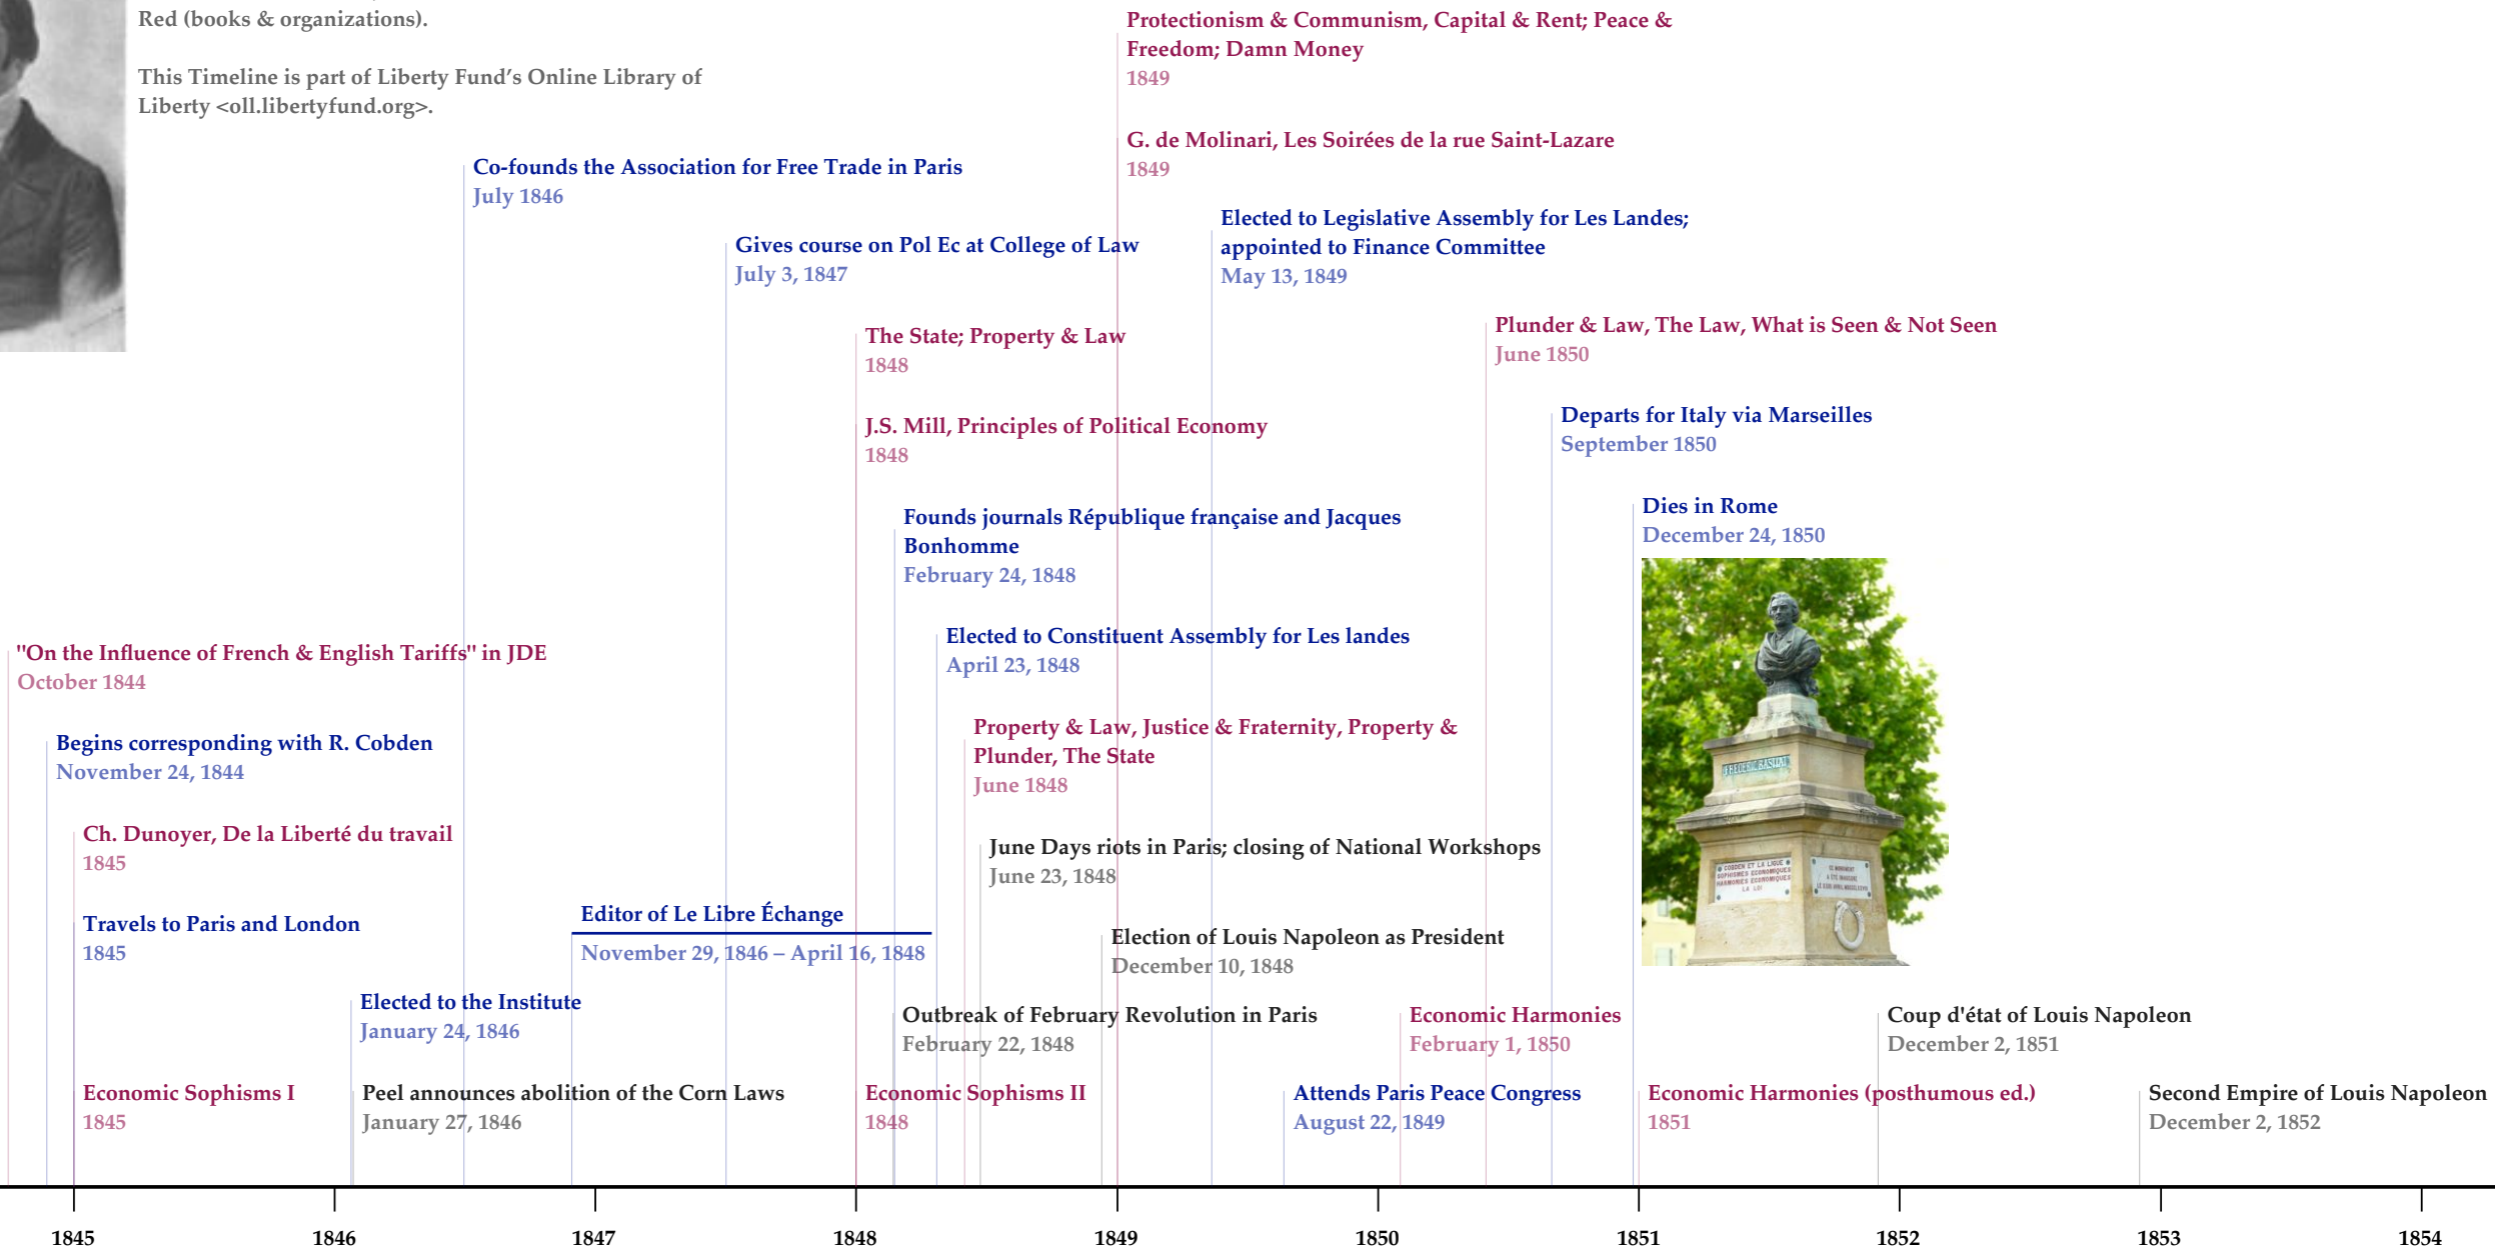 Red (books & organizations).
This Timeline is part of Liberty Fund’s Online Library of
Liberty <oll.libertyfund.org>.
Protectionism & Communism, Capital & Rent; Peace &
Freedom; Damn Money
1849
G. de Molinari, Les Soirées de la rue Saint-Lazare
1849
Co-founds the Association for Free Trade in Paris
July 1846
Elected to Legislative Assembly for Les Landes;
appointed to Finance Committee
May 13, 1849
Gives course on Pol Ec at College of Law
July 3, 1847
Plunder & Law, The Law, What is Seen & Not Seen
June 1850
The State; Property & Law
1848
Departs for Italy via Marseilles
September 1850
J.S. Mill, Principles of Political Economy
1848
Dies in Rome
December 24, 1850
Founds journals République française and Jacques
Bonhomme
February 24, 1848
Elected to Constituent Assembly for Les landes
April 23, 1848
"On the Influence of French & English Tariffs" in JDE
October 1844
Property & Law, Justice & Fraternity, Property &
Plunder, The State
June 1848
Begins corresponding with R. Cobden
November 24, 1844
Ch. Dunoyer, De la Liberté du travail
1845
June Days riots in Paris; closing of National Workshops
June 23, 1848
COBDEN ET LA LIGUE
SOPHISMES ECONOMIQUES
HARMONIES ECONOMIQUES
LA LOI
Travels to Paris and London
1845
Editor of Le Libre Échange
November 29, 1846 – April 16, 1848
Election of Louis Napoleon as President
December 10, 1848
Elected to the Institute
January 24, 1846
Outbreak of February Revolution in Paris
February 22, 1848
Economic Harmonies
February 1, 1850
Coup d'état of Louis Napoleon
December 2, 1851
Economic Sophisms I
1845
Peel announces abolition of the Corn Laws
January 27, 1846
Economic Sophisms II
1848
Attends Paris Peace Congress
August 22, 1849
Economic Harmonies (posthumous ed.)
1851
Second Empire of Louis Napoleon
December 2, 1852
1845 1846 1847 1848 1849 1850 1851 1852 1853 1854